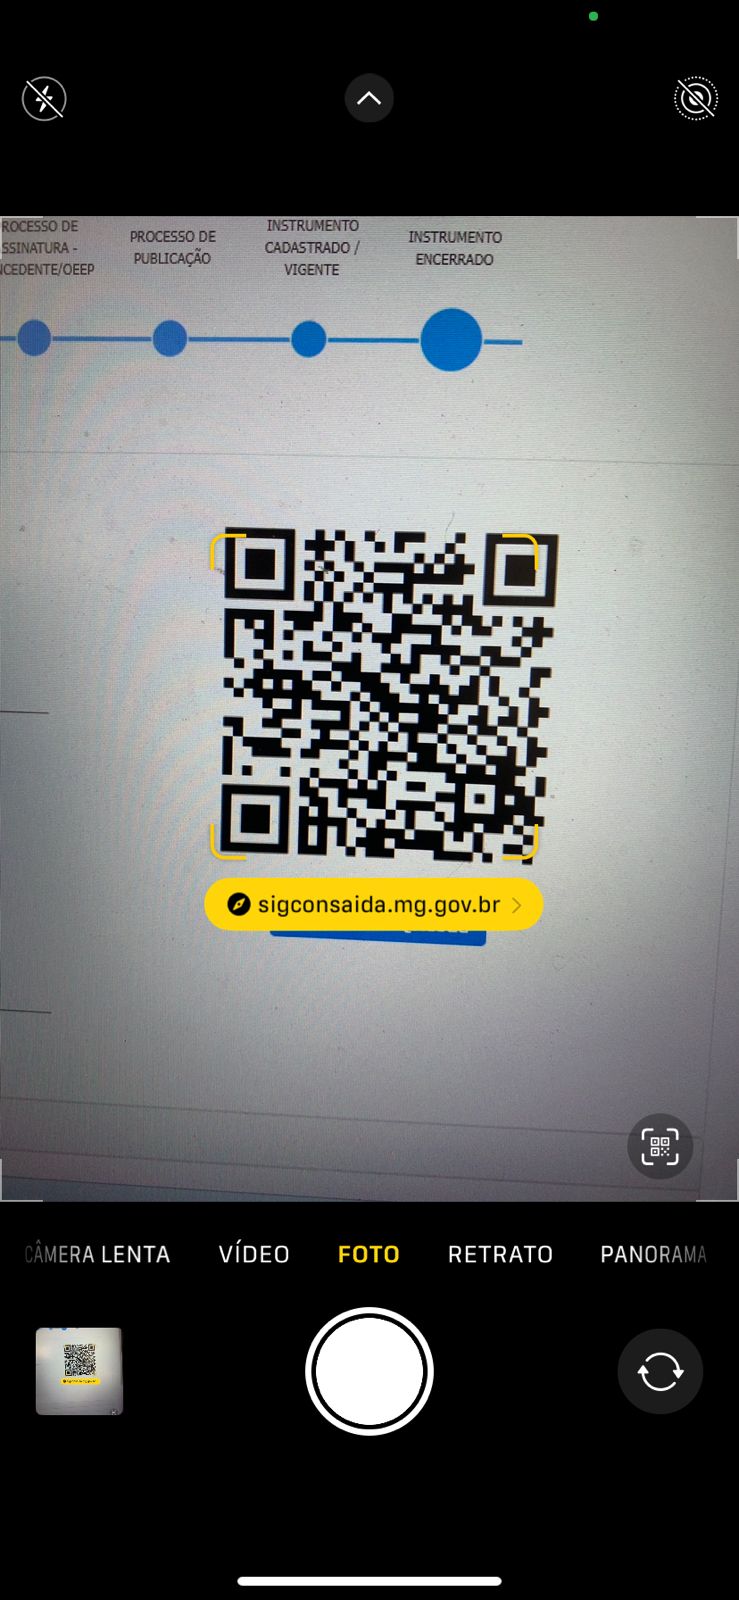 ROCESSO DE
SSINATURA -
NCEDENTE/OEEP
PROCESSO DE
PUBLICAÇÃO
INSTRUMENTO
CADASTRADO /
VIGENTE
INSTRUMENTO
ENCERRADO
sigconsaida.mg.gov.br
CÂMERA LENTA
VÍDEO
FOTO
RETRATO
PANORAMA